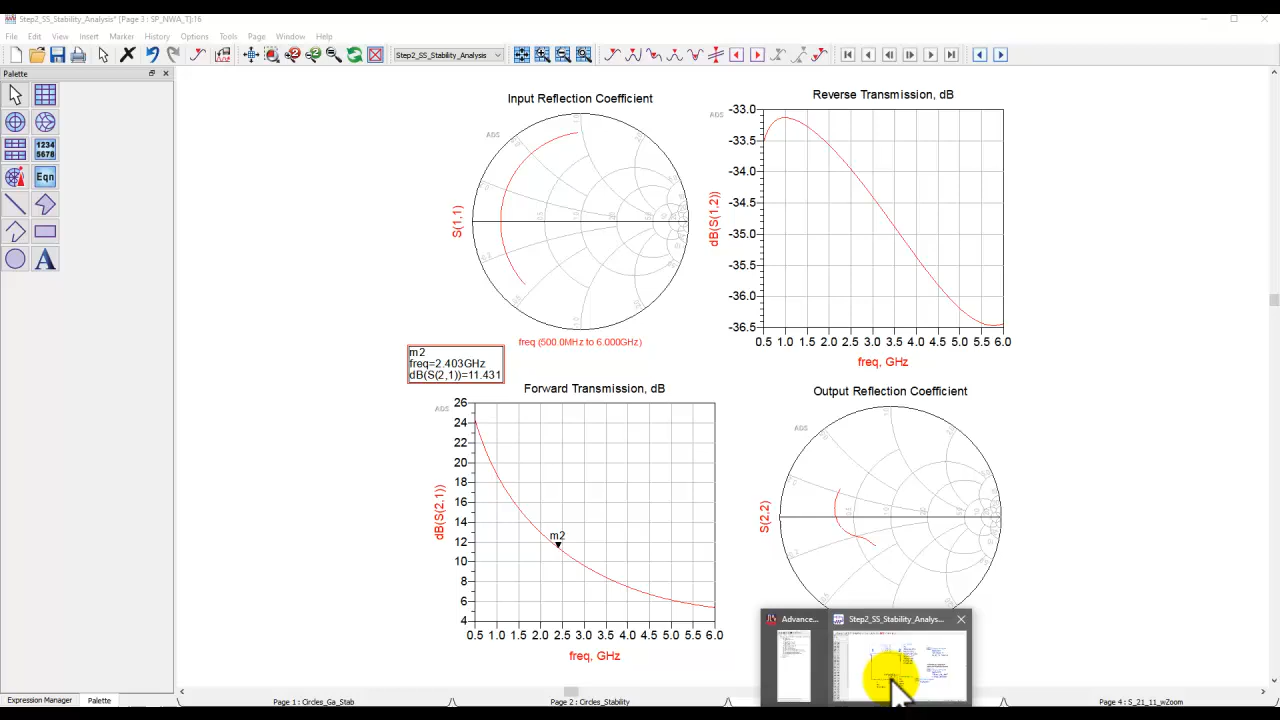 Step2_SS_Stability_Analysis* [Page 3 : SP_NWA_T]:16
File Edit View Insert Marker History Options Tools Page Window Help
Step2_SS_Stability_Analysis
Palette
1234
5678
Eqn
A
Input Reflection Coefficient
ADS
S(1,1)
freq (500.0MHz to 6.000GHz)
Reverse Transmission, dB
ADS
dB(S(1,2))
-33.0
-33.5
-34.0
-34.5
-35.0
-35.5
-36.0
-36.5
0.5 1.0 1.5 2.0 2.5 3.0 3.5 4.0 4.5 5.0 5.5 6.0
freq, GHz
m2
freq=2.403GHz
dB(S(2,1))=11.431
Forward Transmission, dB
ADS
dB(S(2,1))
26
24
22
20
18
16
14
12
10
8
6
4
m2
0.5 1.0 1.5 2.0 2.5 3.0 3.5 4.0 4.5 5.0 5.5 6.0
freq, GHz
Output Reflection Coefficient
ADS
S(2,2)
Advance...
Step2_SS_Stability_Analys...
Expression Manager Palette
Page 1 : Circles_Ga_Stab
Page 2 : Circles_Stability
Page 4 : S_21_11_wZoom